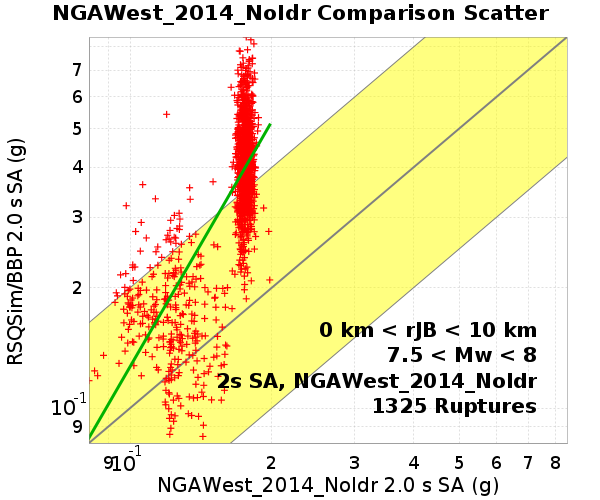 NGAWest_2014_NoIdr Comparison Scatter
RSQSim/BBP 2.0 s SA (g)
7
6
5
4
3
2
10-1
9
0 km < rJB < 10 km
7.5 < Mw < 8
2s SA, NGAWest_2014_NoIdr
1325 Ruptures
9 10-1 2 3 4 5 6 7 8
NGAWest_2014_NoIdr 2.0 s SA (g)